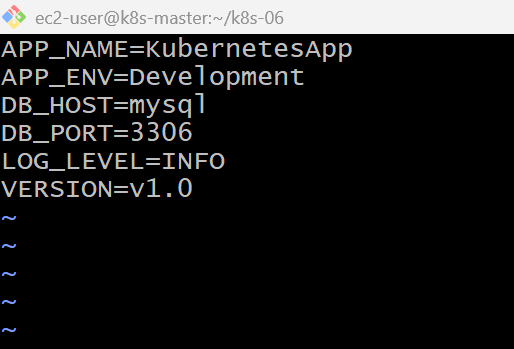 ec2-user@k8s-master:~/k8s-06
APP_NAME=KubernetesApp
APP_ENV=Development
DB_HOST=mysql
DB_PORT=3306
LOG_LEVEL=INFO
VERSION=v1.0
~
~
~
~
~